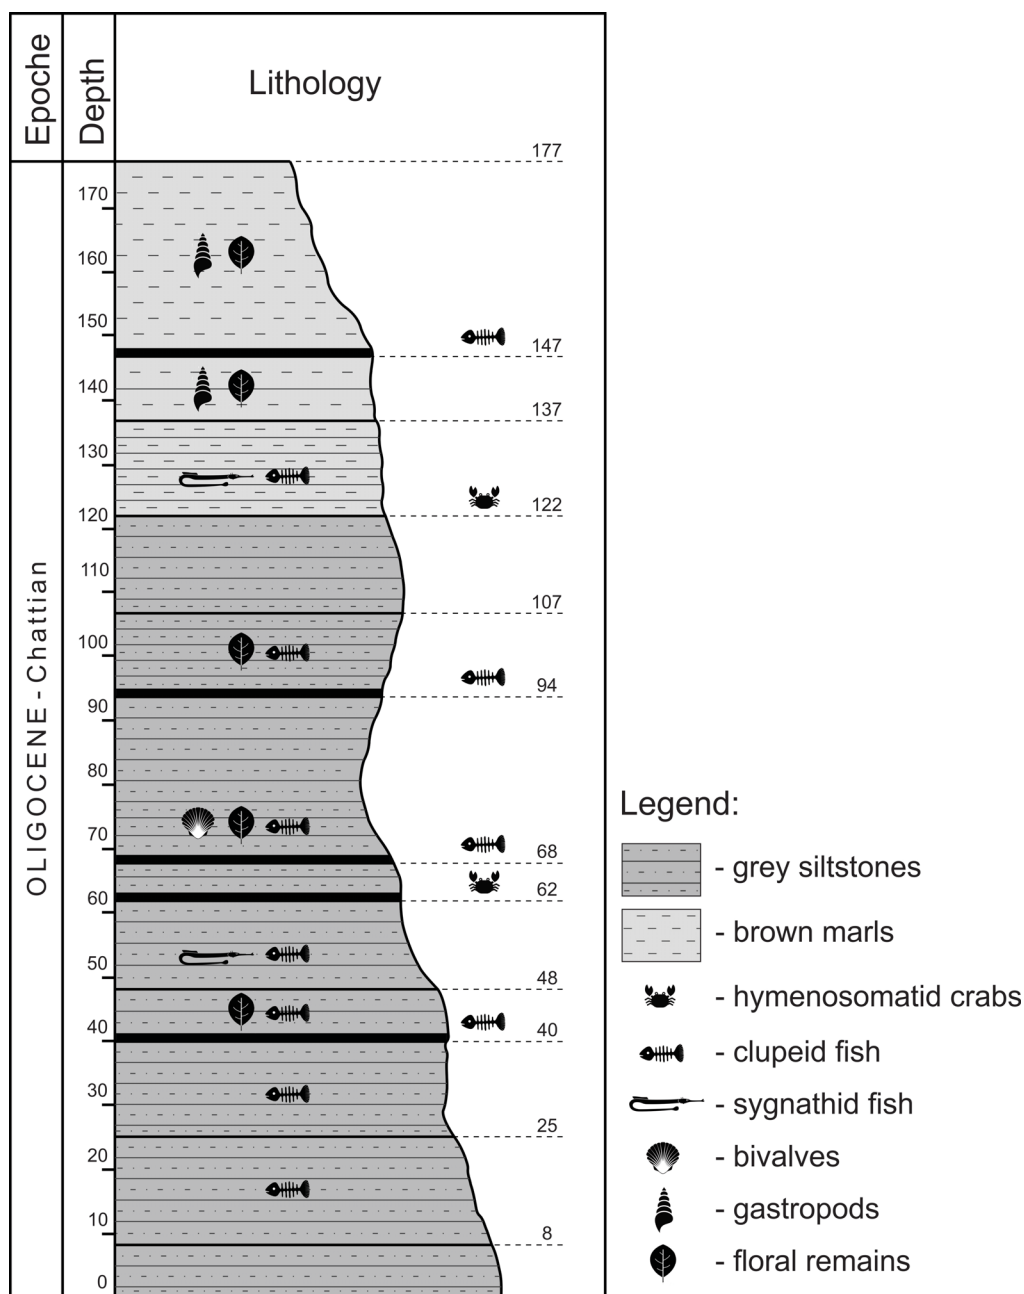 Epoche
Depth
Lithology
177
170
160
150
147
140
137
130
122
120
110
107
100
94
90
80
70
68
62
60
50
48
40
40
30
25
20
10
8
0
OLIGOCENE - Chattian
Legend:
- grey siltstones
- brown marls
- hymenosomatid crabs
- clupeid fish
- sygnathid fish
- bivalves
- gastropods
- floral remains